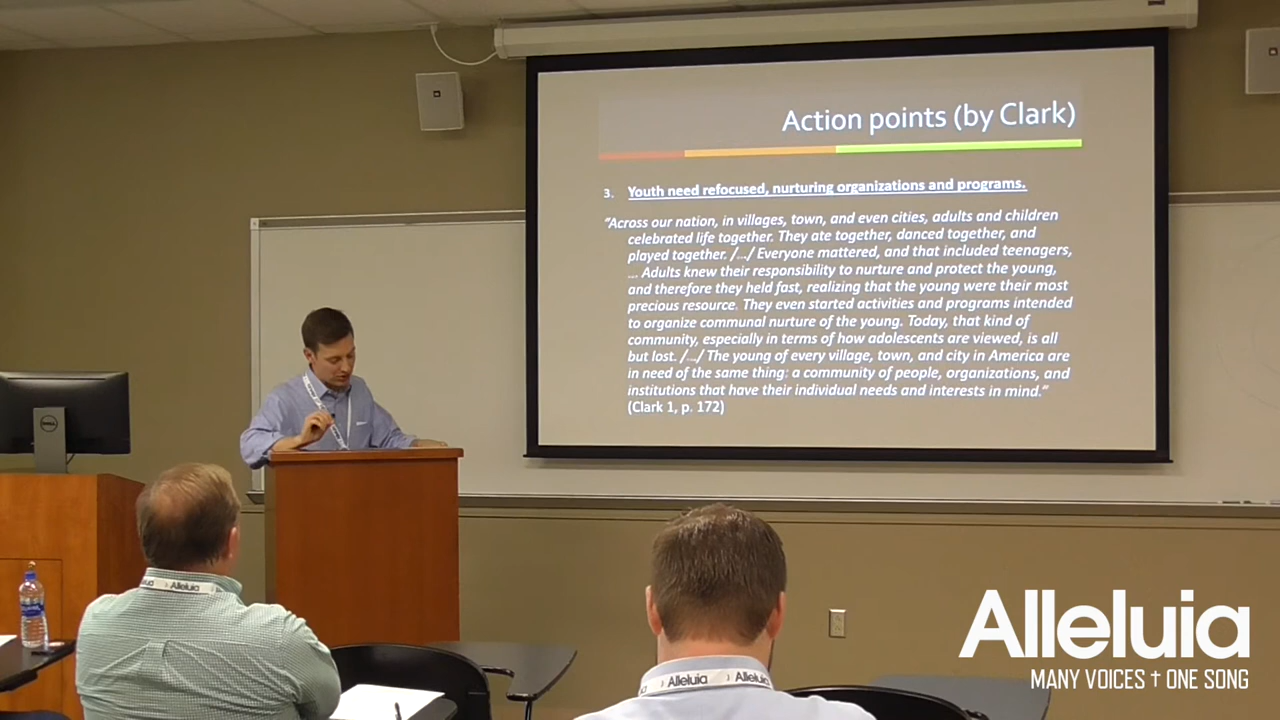 Action points (by Clark)
3. Youth need refocused, nurturing organizations and programs.
“Across our nation, in villages, town, and even cities, adults and children
celebrated life together. They ate together, danced together, and
played together. /…/ Everyone mattered, and that included teenagers,
… Adults knew their responsibility to nurture and protect the young,
and therefore they held fast, realizing that the young were their most
precious resource. They even started activities and programs intended
to organize communal nurture of the young. Today, that kind of
community, especially in terms of how adolescents are viewed, is all
but lost. /…/ The young of every village, town, and city in America are
in need of the same thing: a community of people, organizations, and
institutions that have their individual needs and interests in mind.“
(Clark 1, p. 172)
DELL
Alleluia
Alleluia
Alleluia
Alleluia
MANY VOICES † ONE SONG